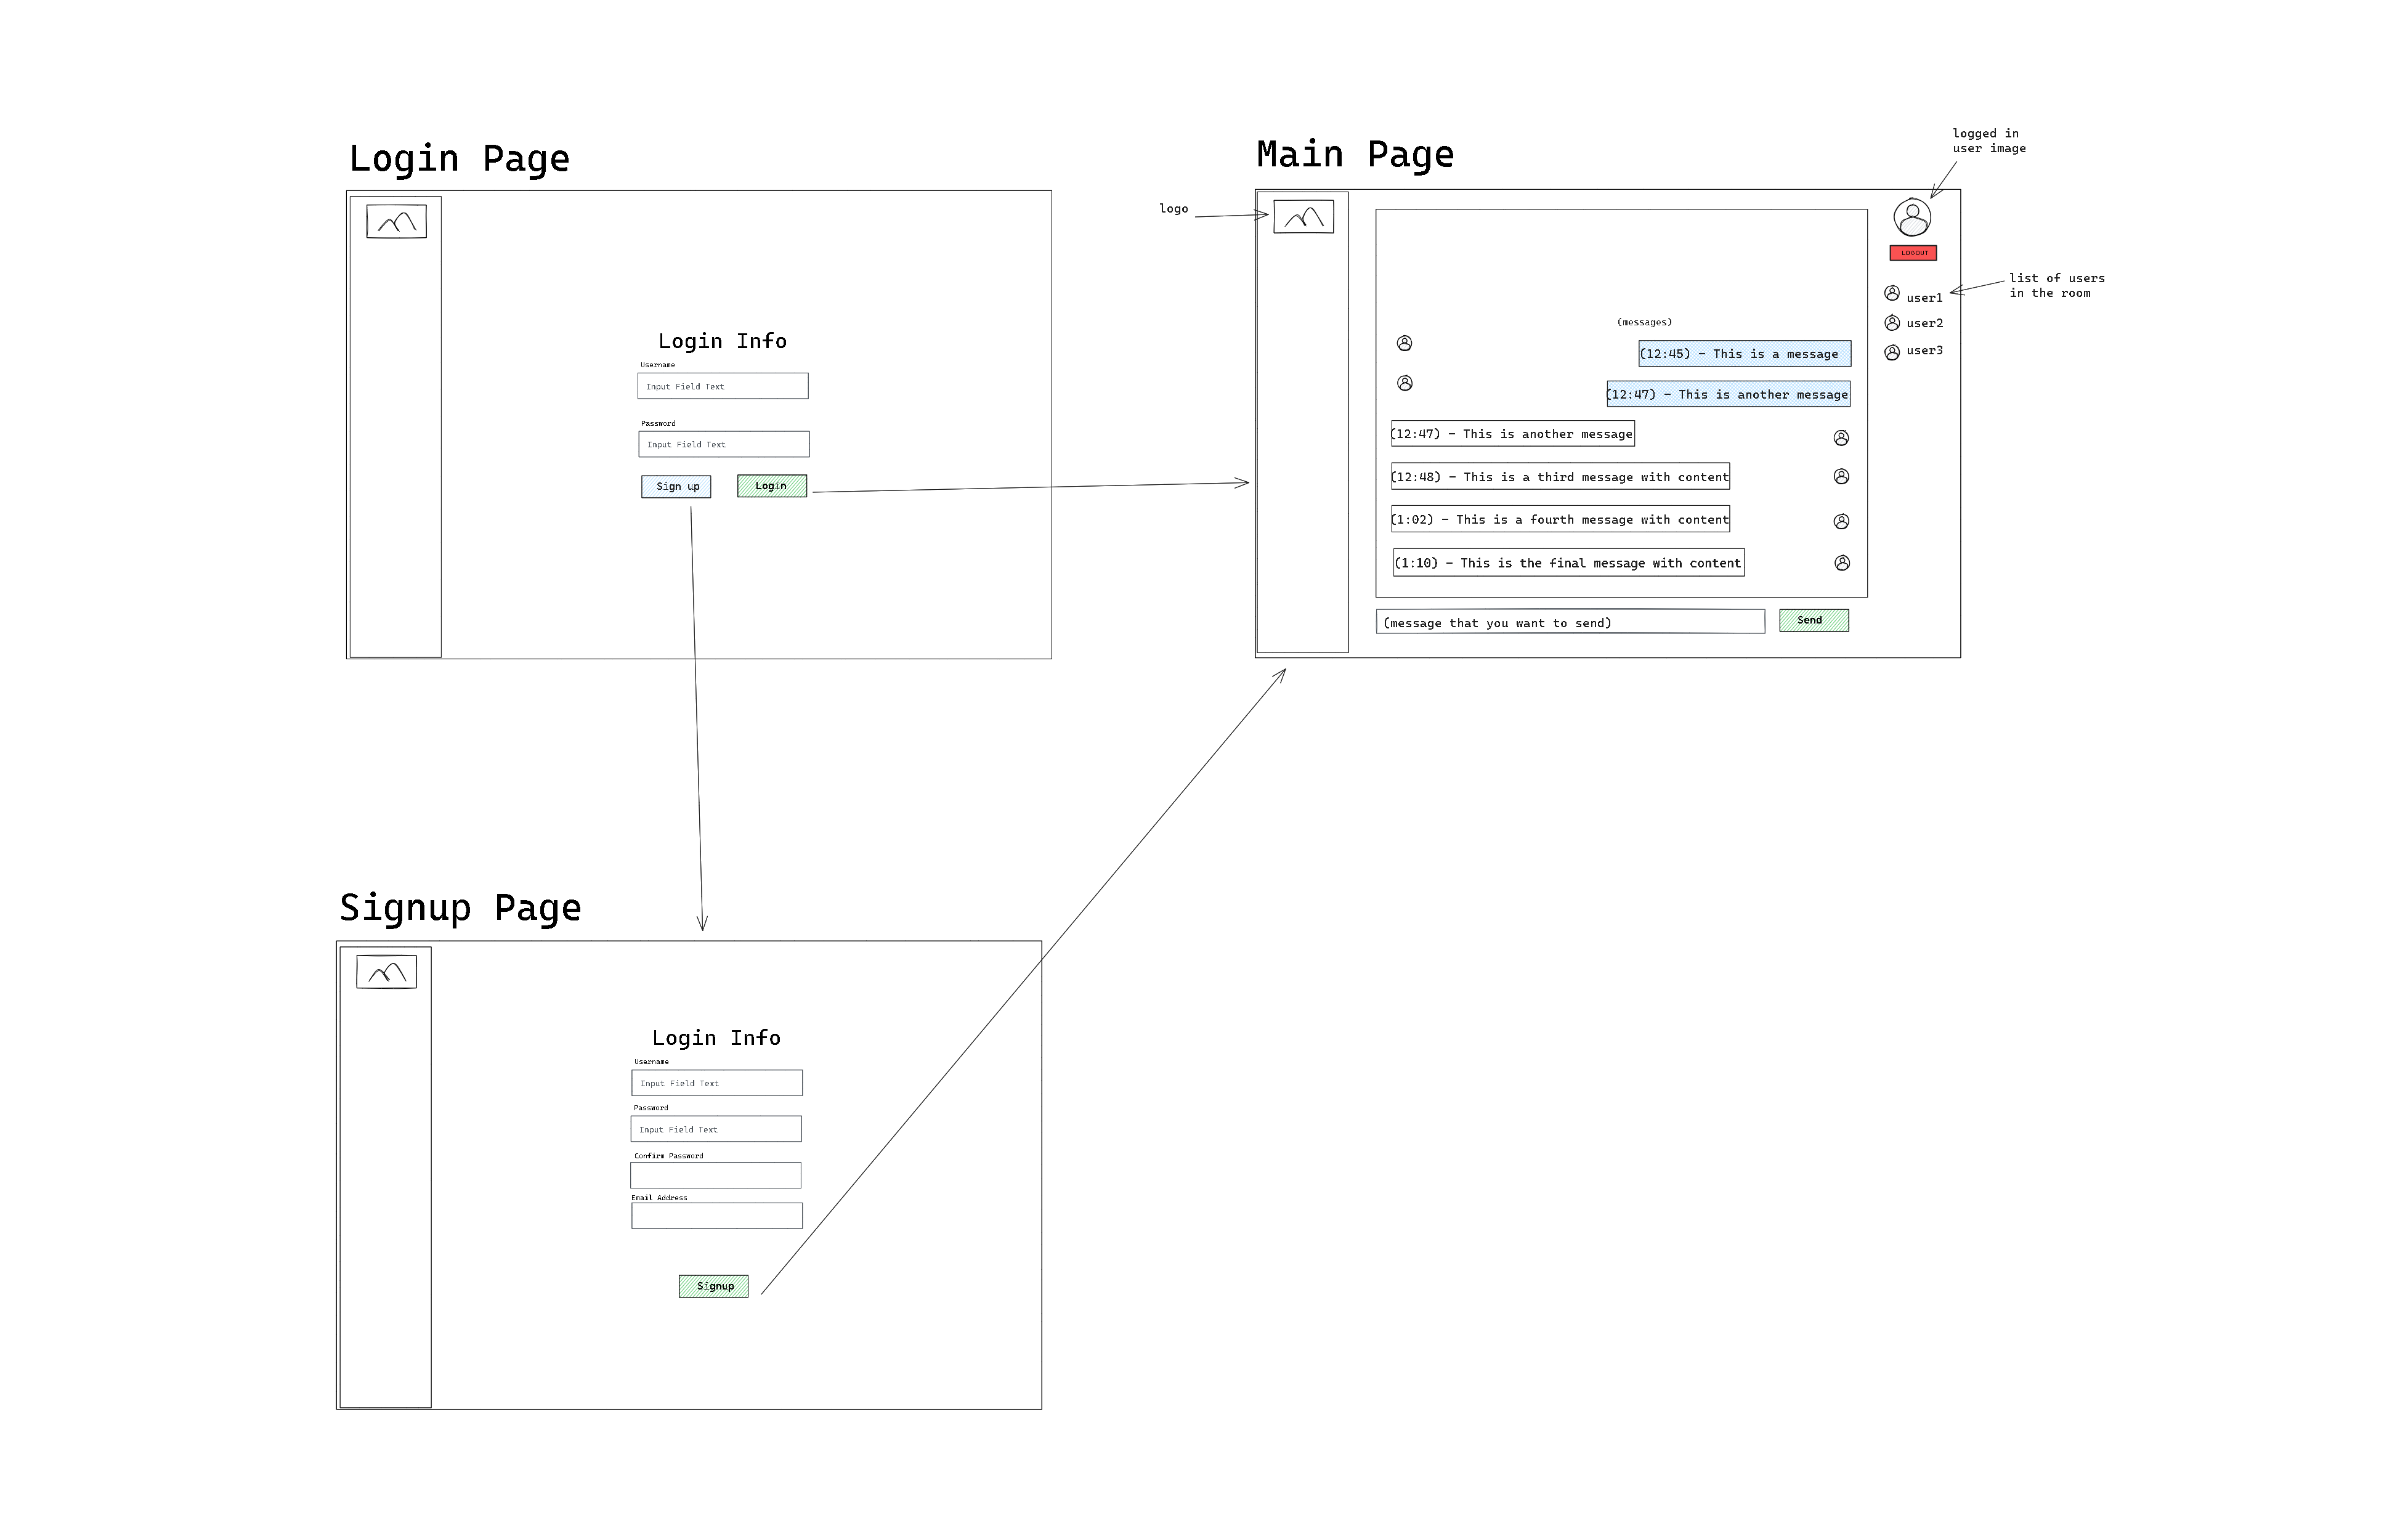 Login Page
Login Info
Username
Input Field Text
Password
Input Field Text
Sign up
Login
Main Page
logged in
user image
logo
LOGOUT
list of users
in the room
user1
user2
user3
(messages)
(12:45) - This is a message
(12:47) - This is another message
(12:47) - This is another message
(12:48) - This is a third message with content
(1:02) - This is a fourth message with content
(1:10) - This is the final message with content
(message that you want to send)
Send
Signup Page
Login Info
Username
Input Field Text
Password
Input Field Text
Confirm Password
Email Address
Signup